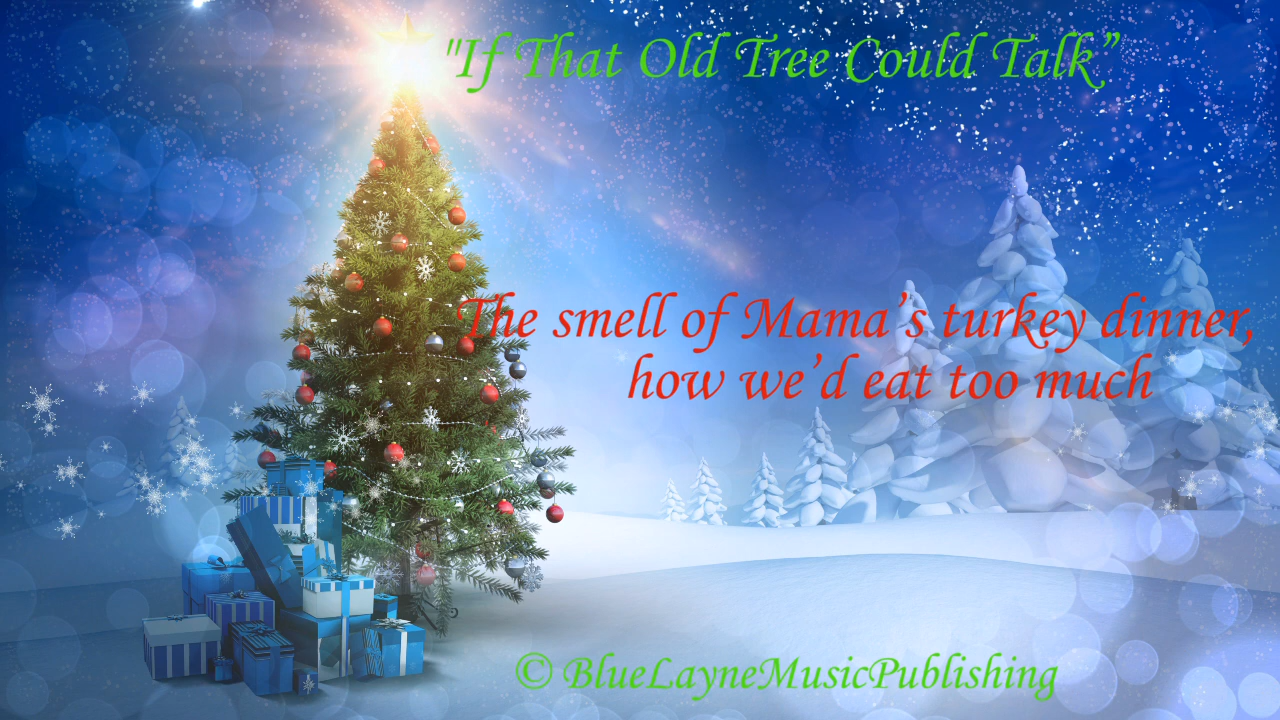 "If That Old Tree Could Talk”
The smell of Mama’s turkey dinner,
how we’d eat too much
© BlueLayneMusicPublishing